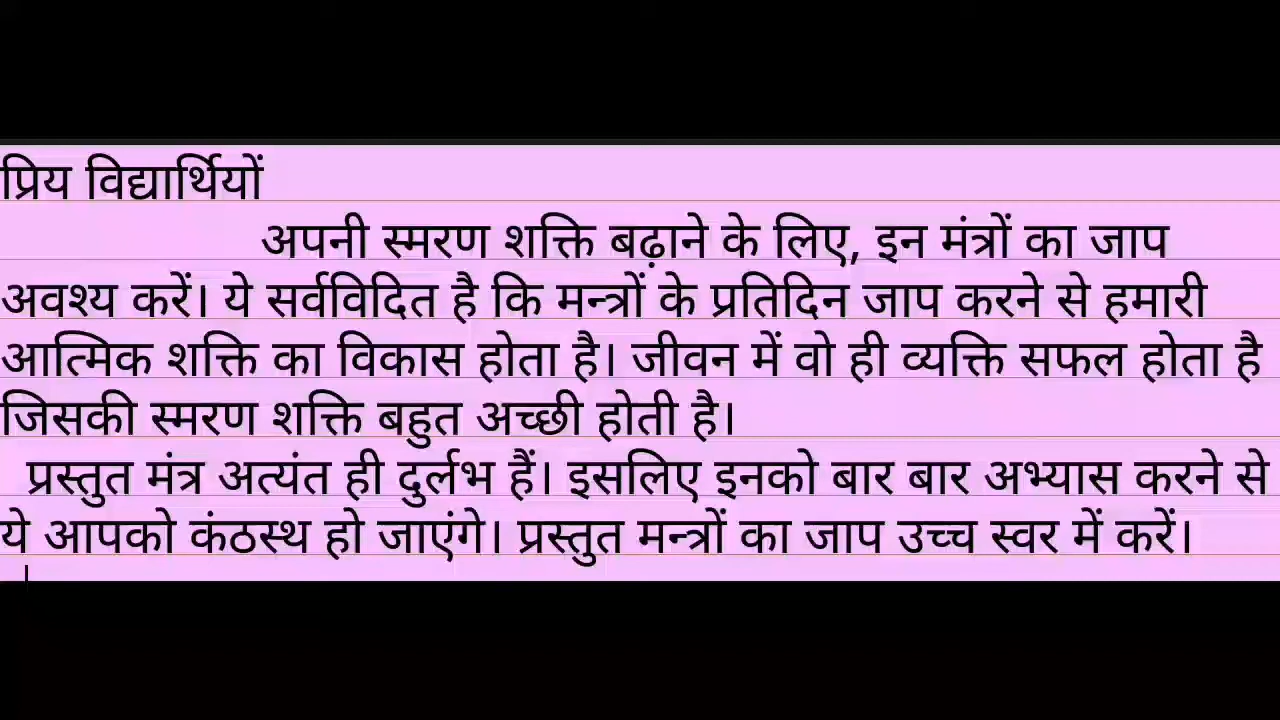 प्रिय विद्यार्थियों
अपनी स्मरण शक्ति बढ़ाने के लिए, इन मंत्रों का जाप
अवश्य करें। ये सर्वविदित है कि मन्त्रों के प्रतिदिन जाप करने से हमारी
आत्मिक शक्ति का विकास होता है। जीवन में वो ही व्यक्ति सफल होता है
जिसकी स्मरण शक्ति बहुत अच्छी होती है।
प्रस्तुत मंत्र अत्यंत ही दुर्लभ हैं। इसलिए इनको बार बार अभ्यास करने से
ये आपको कंठस्थ हो जाएंगे। प्रस्तुत मन्त्रों का जाप उच्च स्वर में करें।